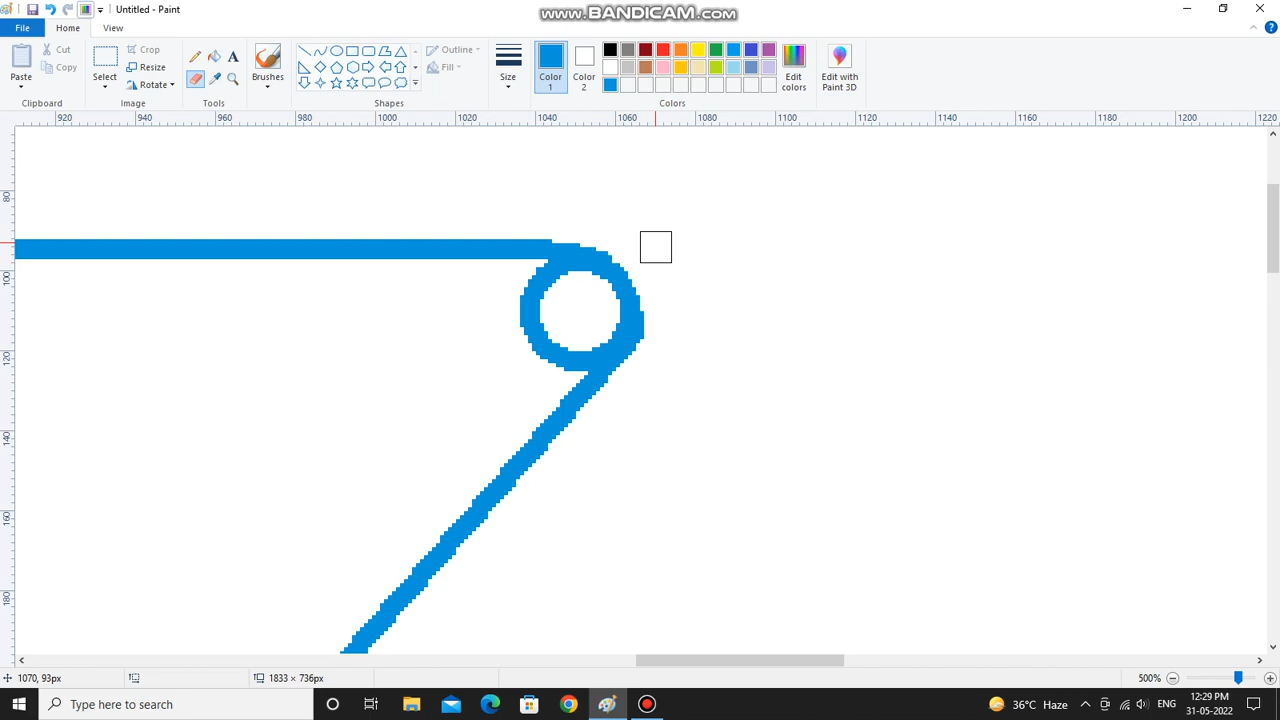 www.BANDICAM.com
Untitled - Paint
File
Home
View
Paste
Cut
Copy
Clipboard
Select
Crop
Resize
Rotate
Image
A
Tools
Brushes
Outline
Fill
Shapes
Size
Color 1
Color 2
Edit colors
Edit with Paint 3D
Colors
920 940 960 980 1000 1020 1040 1060 1080 1100 1120 1140 1160 1180 1200 1220
80
100
120
140
160
180
1070, 93px
1833 × 736px
500%
Type here to search
36°C Haze
ENG
12:29 PM
31-05-2022